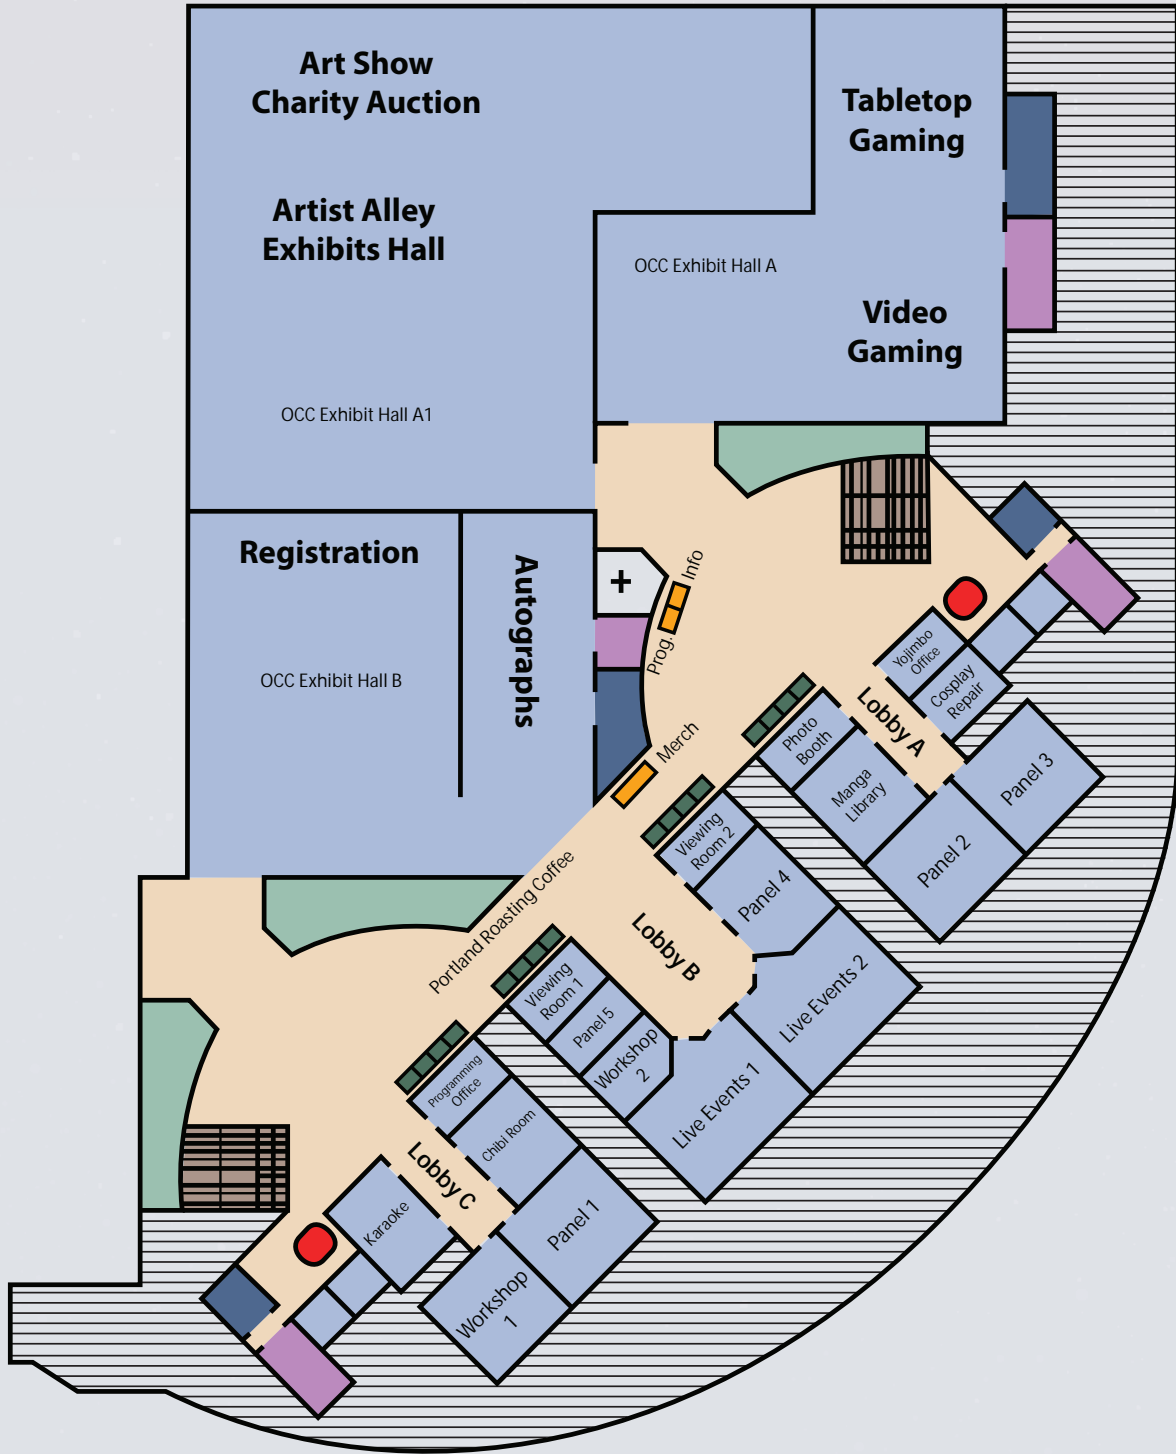 Art Show
Charity Auction
Tabletop
Gaming
Artist Alley
Exhibits Hall
OCC Exhibit Hall A
Video
Gaming
OCC Exhibit Hall A1
Registration
Autographs
+
Info
Prog.
OCC Exhibit Hall B
Merch
Yojimbo
Office
Cosplay
Repair
Lobby A
Photo
Booth
Manga
Library
Panel 3
Panel 2
Viewing
Room 2
Panel 4
Portland Roasting Coffee
Lobby B
Live Events 2
Viewing
Room 1
Panel 5
Workshop
2
Live Events 1
Programming
Office
Chibi Room
Lobby C
Karaoke
Panel 1
Workshop
1